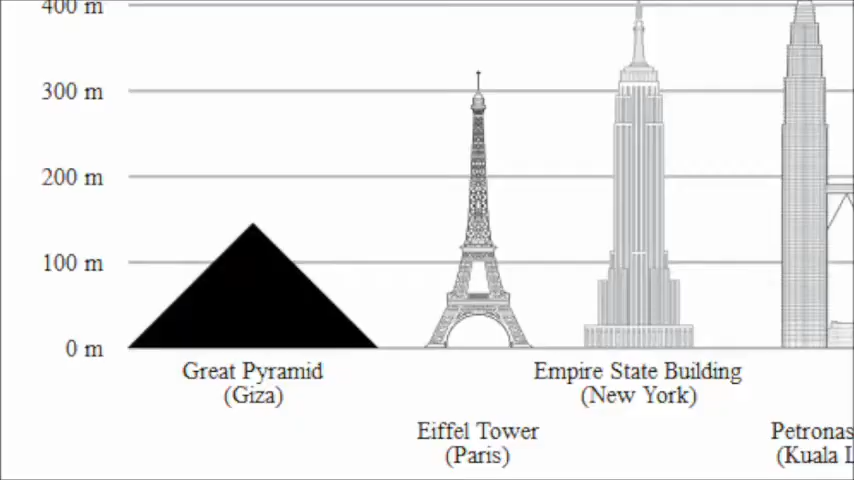 400 m
300 m
200 m
100 m
0 m
Great Pyramid
(Giza)
Eiffel Tower
(Paris)
Empire State Building
(New York)
Petronas
(Kuala L